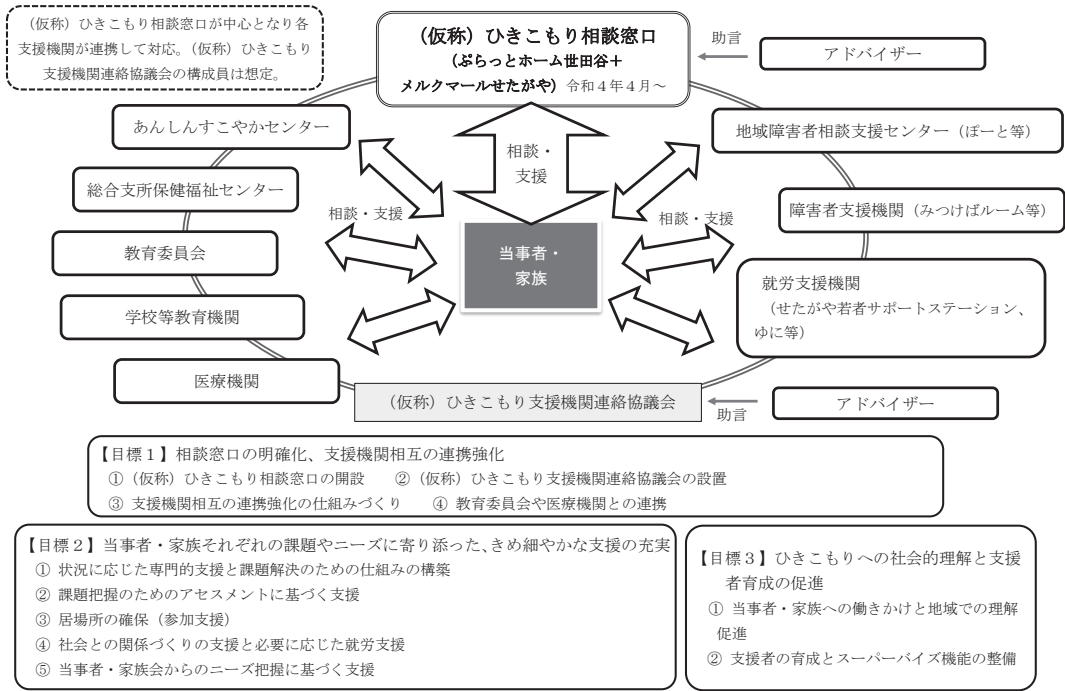 （仮称）ひきこもり相談窓口が中心となり各
支援機関が連携して対応。（仮称）ひきこもり
支援機関連絡協議会の構成員は想定。
（仮称）ひきこもり相談窓口
（ぷらっとホーム世田谷＋
メルクマールせたがや）令和４年４月～
助言
アドバイザー
あんしんすこやかセンター
総合支所保健福祉センター
教育委員会
学校等教育機関
医療機関
相談・支援
相談・
支援
当事者・
家族
相談・支援
地域障害者相談支援センター（ぽーと等）
障害者支援機関（みつけばルーム等）
就労支援機関
（せたがや若者サポートステーション、
ゆに等）
（仮称）ひきこもり支援機関連絡協議会
助言
アドバイザー
【目標１】相談窓口の明確化、支援機関相互の連携強化
①（仮称）ひきこもり相談窓口の開設　②（仮称）ひきこもり支援機関連絡協議会の設置
③ 支援機関相互の連携強化の仕組みづくり　④ 教育委員会や医療機関との連携
【目標２】当事者・家族それぞれの課題やニーズに寄り添った、きめ細やかな支援の充実
① 状況に応じた専門的支援と課題解決のための仕組みの構築
② 課題把握のためのアセスメントに基づく支援
③ 居場所の確保（参加支援）
④ 社会との関係づくりの支援と必要に応じた就労支援
⑤ 当事者・家族会からのニーズ把握に基づく支援
【目標３】ひきこもりへの社会的理解と支援
者育成の促進
① 当事者・家族への働きかけと地域での理解
促進
② 支援者の育成とスーパーバイズ機能の整備